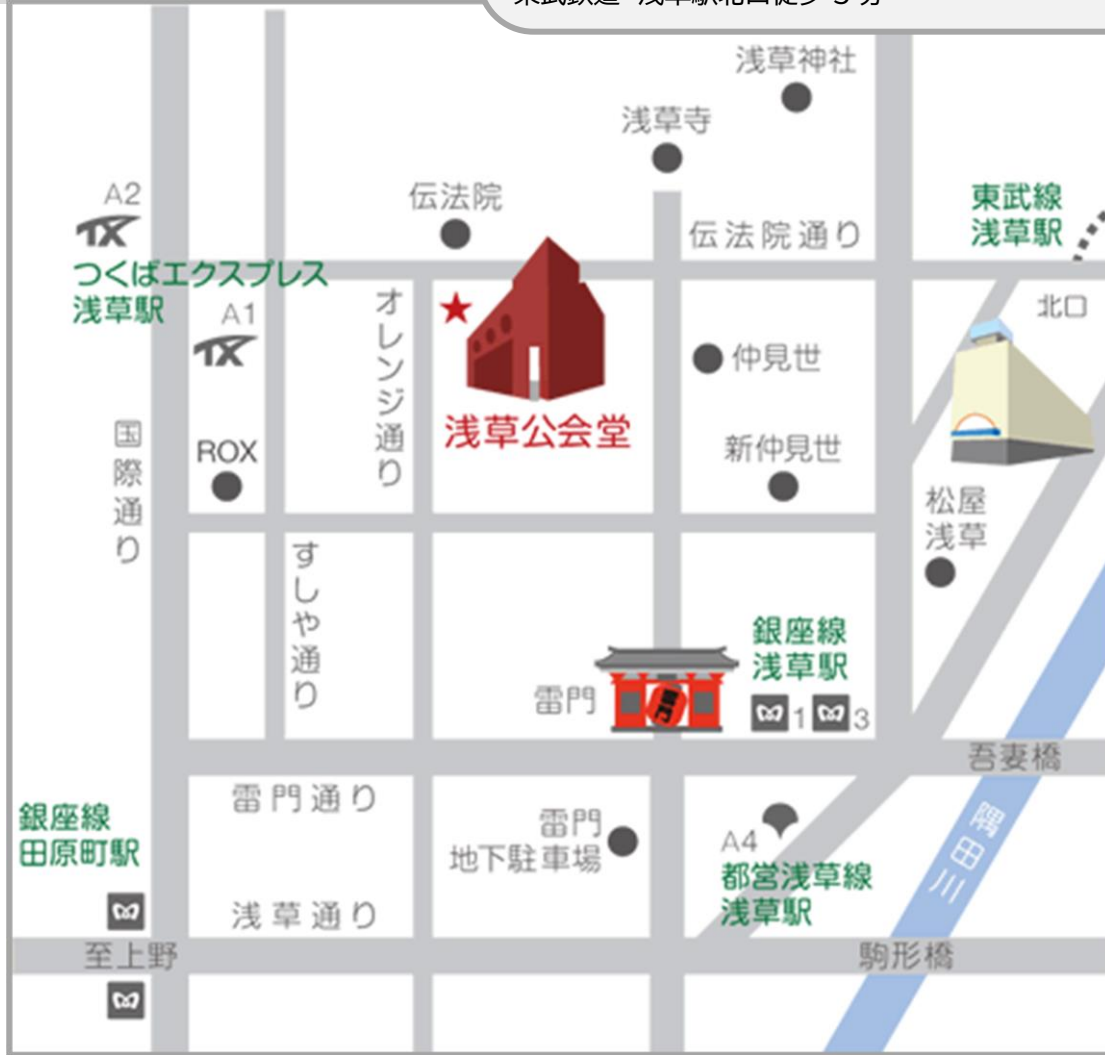 浅草神社
浅草寺
A2
TX
つくばエクスプレス
浅草駅
伝法院
伝法院通り
東武線
浅草駅
北口
A1
TX
オレンジ通り
浅草公会堂
仲見世
国際通り
ROX
新仲見世
松屋
浅草
すしや通り
雷門
銀座線
浅草駅
1
3
吾妻橋
雷門通り
銀座線
田原町駅
雷門
地下駐車場
A4
都営浅草線
浅草駅
隅田川
浅草通り
至上野
駒形橋